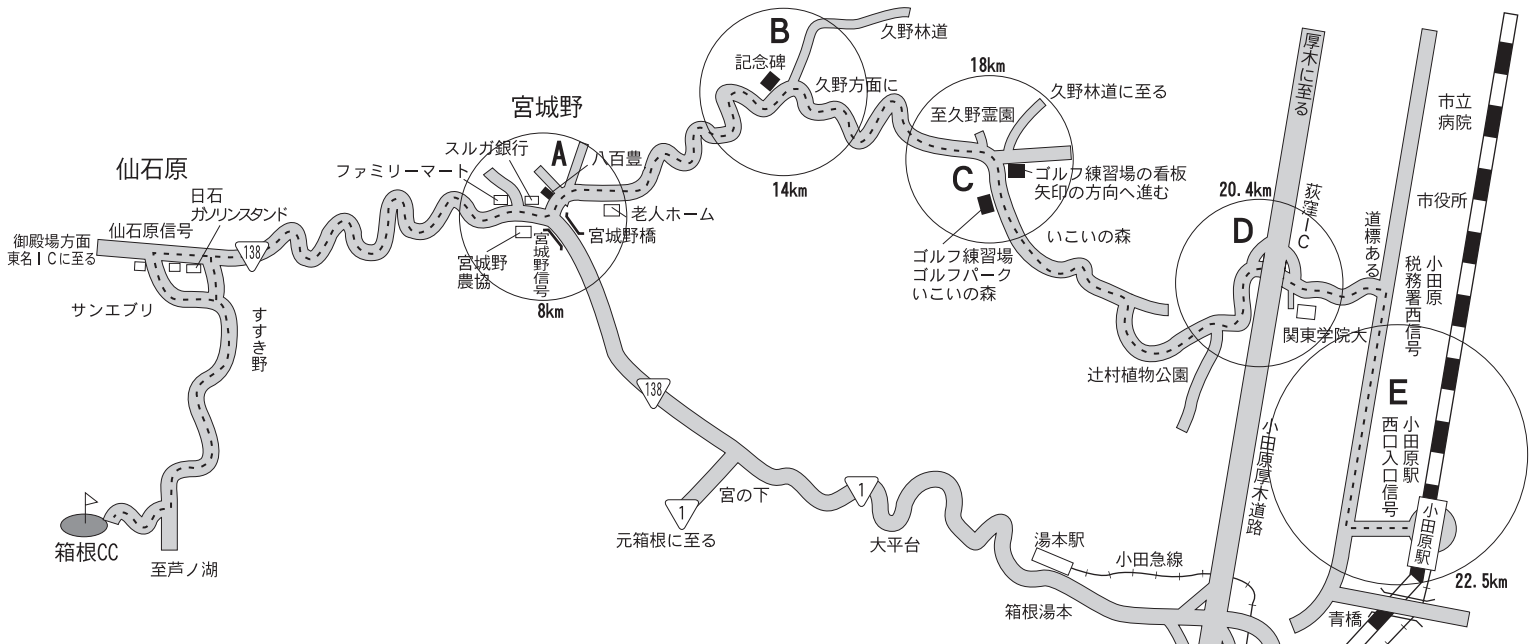 仙石原
日石
ガソリンスタンド
仙石原信号
御殿場方面
東名ICに至る
138
サンエブリ
すすき野
箱根CC
至芦ノ湖
宮城野
スルガ銀行
A
八百豊
ファミリーマート
老人ホーム
宮城野橋
宮城野
農協
宮城野信号
8km
B
記念碑
久野林道
久野方面に
14km
18km
久野林道に至る
至久野霊園
C
ゴルフ練習場の看板
矢印の方向へ進む
ゴルフ練習場
ゴルフパーク
いこいの森
いこいの森
20.4km
D
荻窪IC
厚木に至る
辻村植物公園
関東学院大
道標ある
市立
病院
市役所
小田原
税務署西信号
E
小田原駅
西口入口信号
小田原駅
22.5km
青橋
小田原厚木道路
138
宮の下
1
元箱根に至る
1
大平台
湯本駅
小田急線
箱根湯本